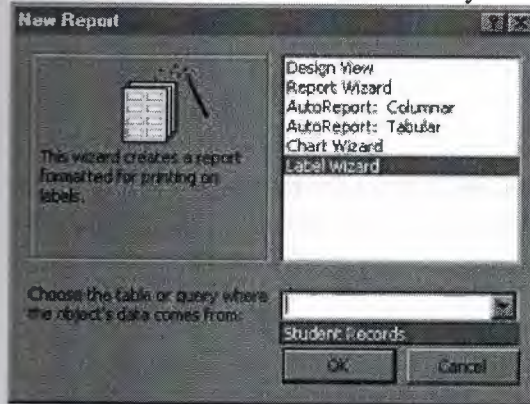 New Report
Design View
Report Wizard
AutoReport: Columnar
AutoReport: Tabular
Chart Wizard
Label Wizard
This wizard creates a report
formatted for printing on
labels.
Choose the table or query where
the object's data comes from:
Student Records
OK
Cancel